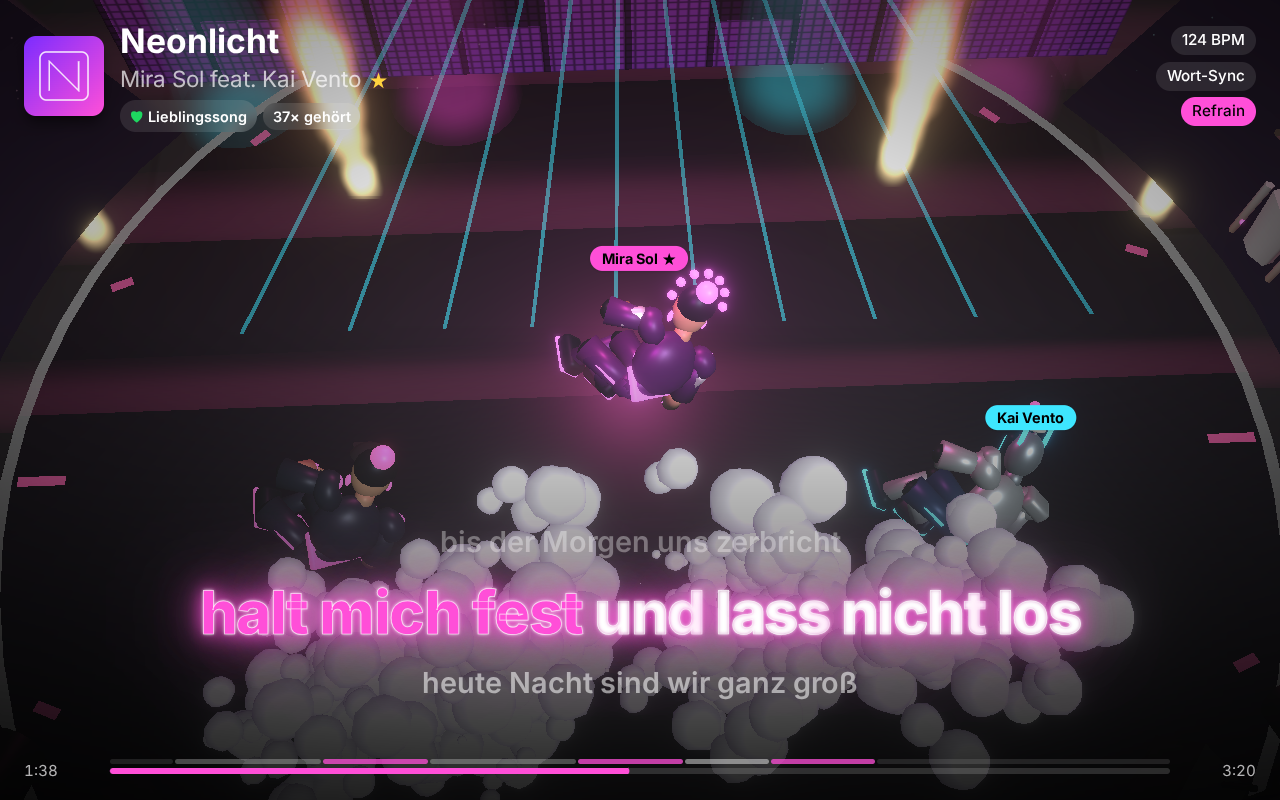 N
Neonlicht
Mira Sol feat. Kai Vento ★
Lieblingssong
37× gehört
124 BPM
Wort-Sync
Refrain
Mira Sol ★
Kai Vento
bis der Morgen uns zerbricht
halt mich fest und lass nicht los
heute Nacht sind wir ganz groß
1:38
3:20